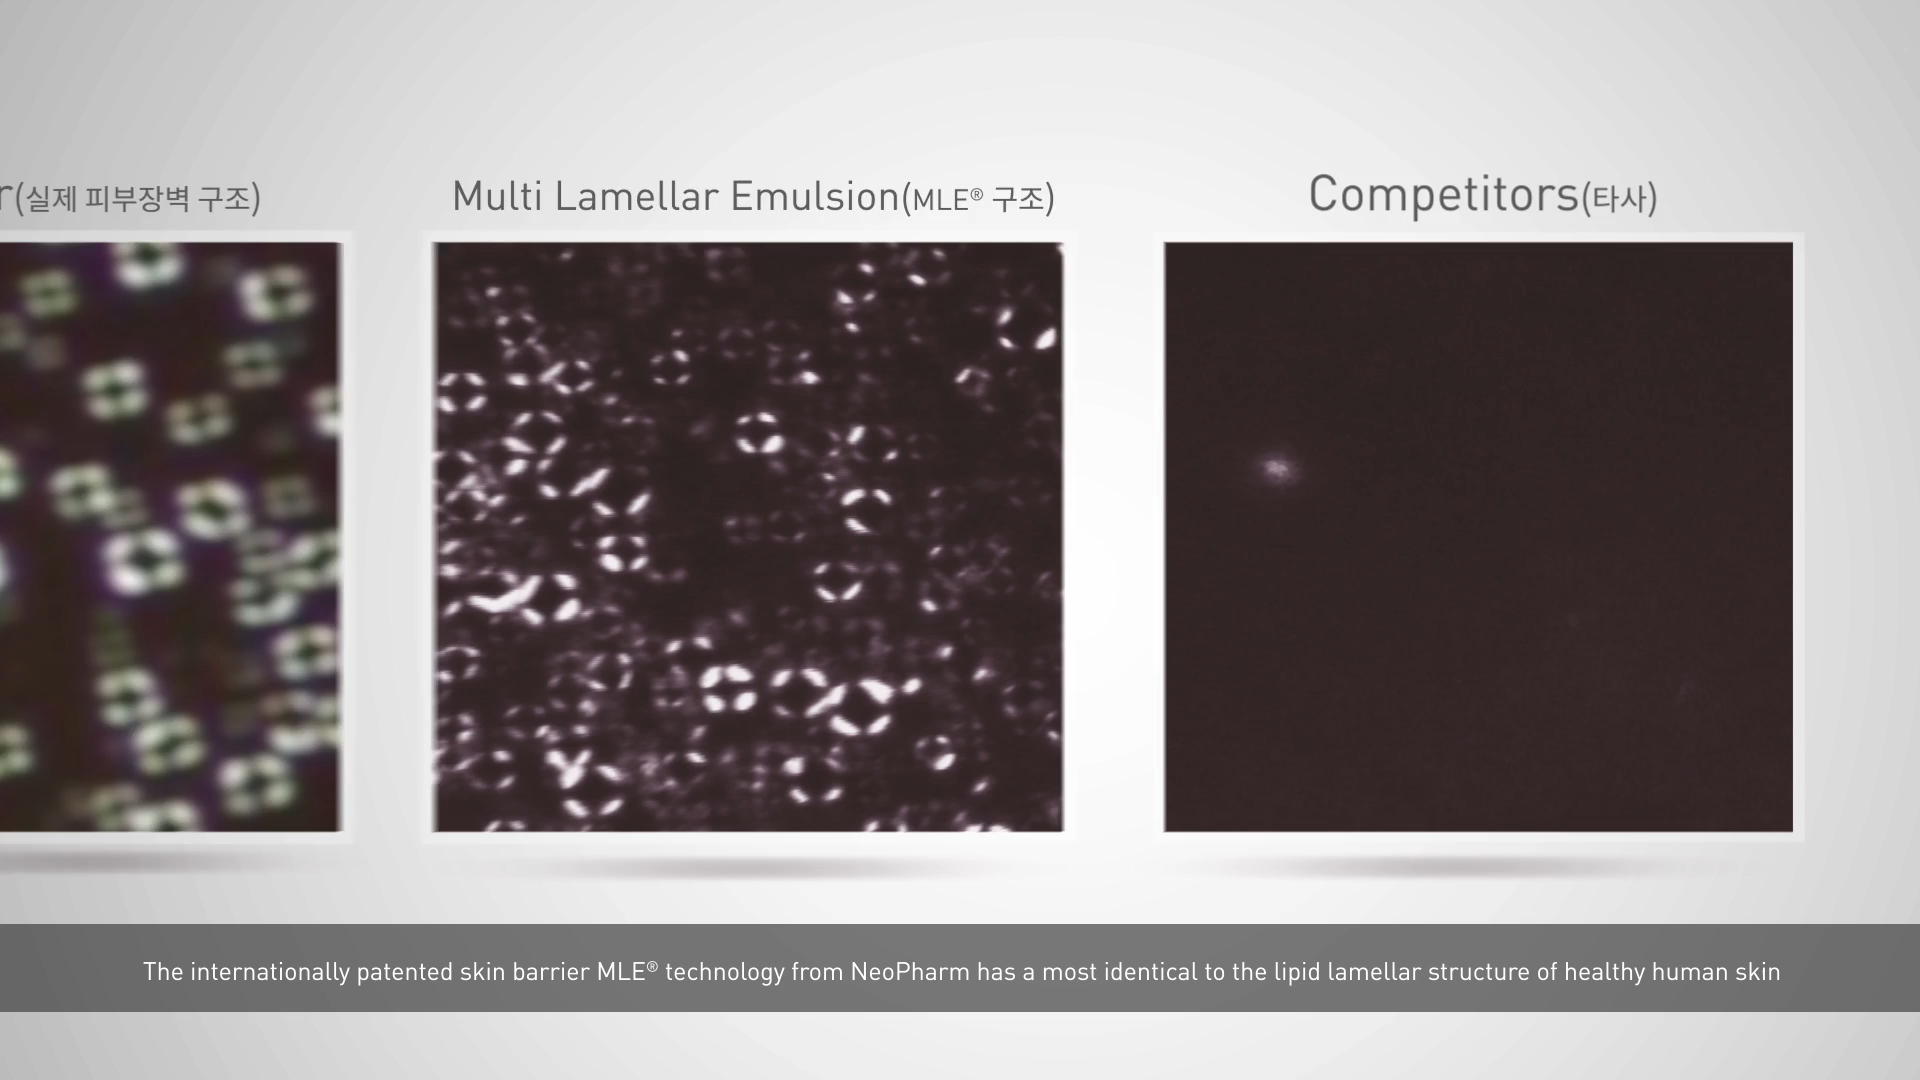 r(실제 피부장벽 구조)
Multi Lamellar Emulsion(MLE® 구조)
Competitors(타사)
The internationally patented skin barrier MLE® technology from NeoPharm has a most identical to the lipid lamellar structure of healthy human skin